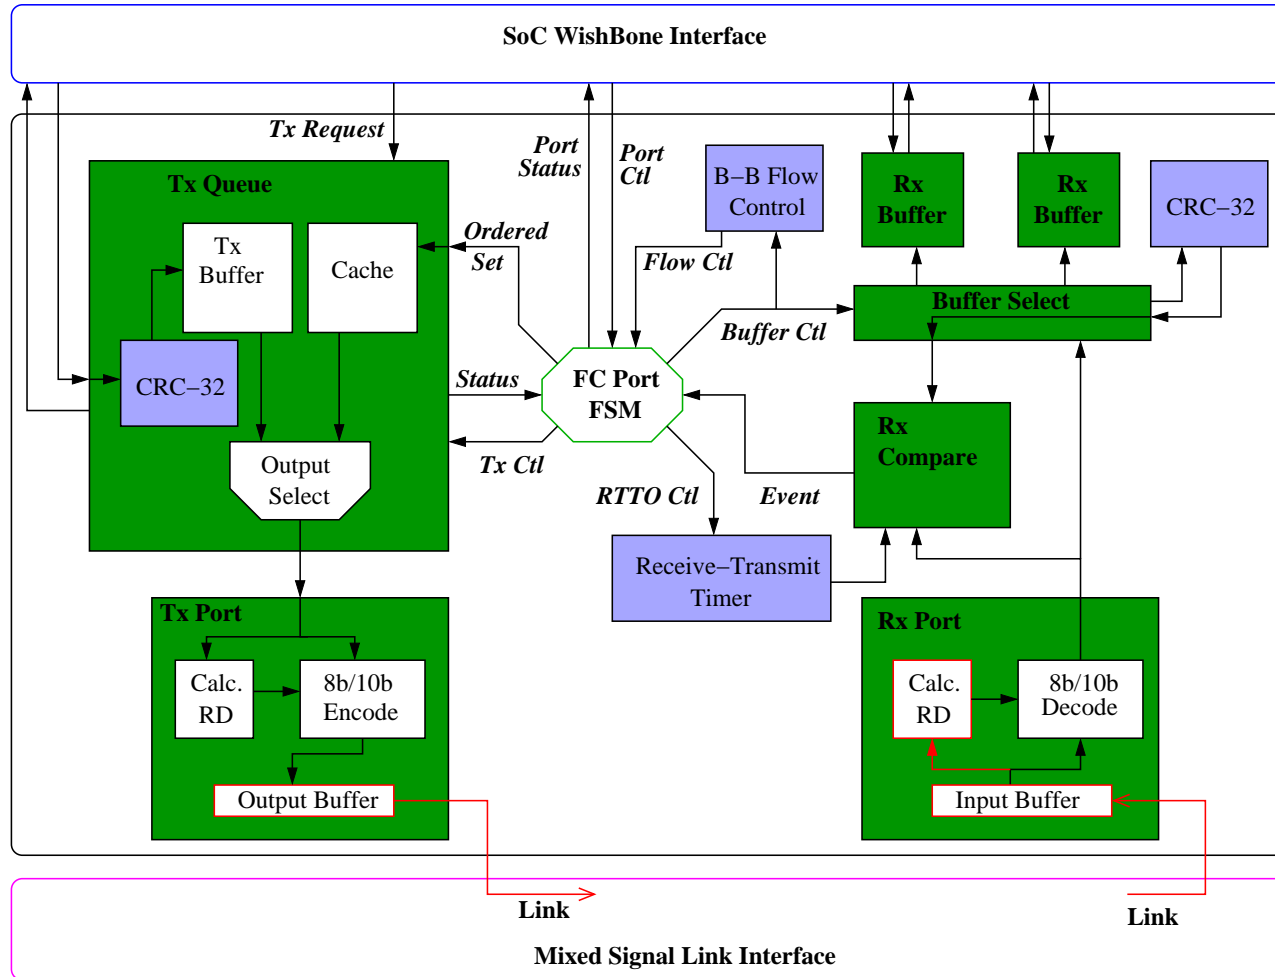 SoC WishBone Interface
Tx Request
Port
Status
Port
Ctl
Tx Queue
Tx
Buffer
Cache
CRC−32
Output
Select
Ordered
Set
Status
Tx Ctl
B−B Flow
Control
Flow Ctl
Buffer Ctl
FC Port
FSM
RTTO Ctl
Event
Receive−Transmit
Timer
Rx
Buffer
Rx
Buffer
CRC−32
Buffer Select
Rx
Compare
Tx Port
Calc.
RD
8b/10b
Encode
Output Buffer
Rx Port
Calc.
RD
8b/10b
Decode
Input Buffer
Link
Link
Mixed Signal Link Interface